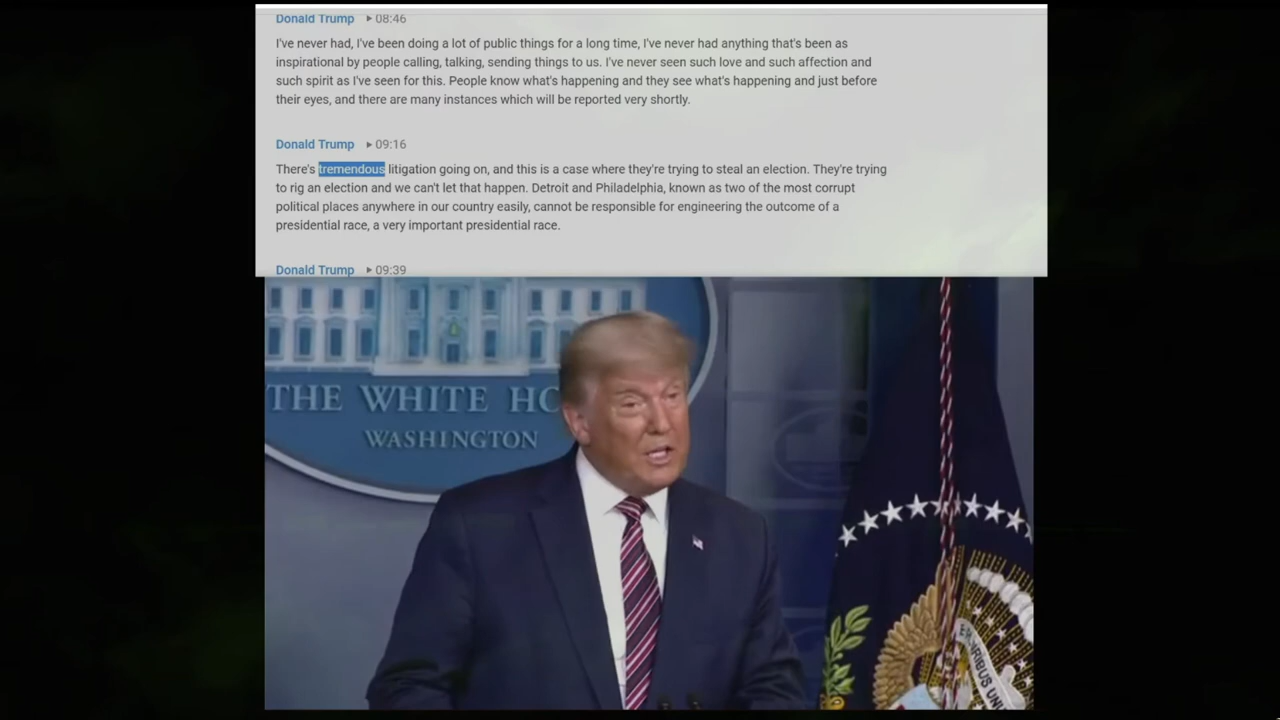 Donald Trump ▶ 08:46
I've never had, I've been doing a lot of public things for a long time, I've never had anything that's been as
inspirational by people calling, talking, sending things to us. I've never seen such love and such affection and
such spirit as I've seen for this. People know what's happening and they see what's happening and just before
their eyes, and there are many instances which will be reported very shortly.
Donald Trump ▶ 09:16
There's tremendous litigation going on, and this is a case where they're trying to steal an election. They're trying
to rig an election and we can't let that happen. Detroit and Philadelphia, known as two of the most corrupt
political places anywhere in our country easily, cannot be responsible for engineering the outcome of a
presidential race, a very important presidential race.
Donald Trump ▶ 09:39
THE WHITE HO
WASHINGTON
E PLURIBUS UN